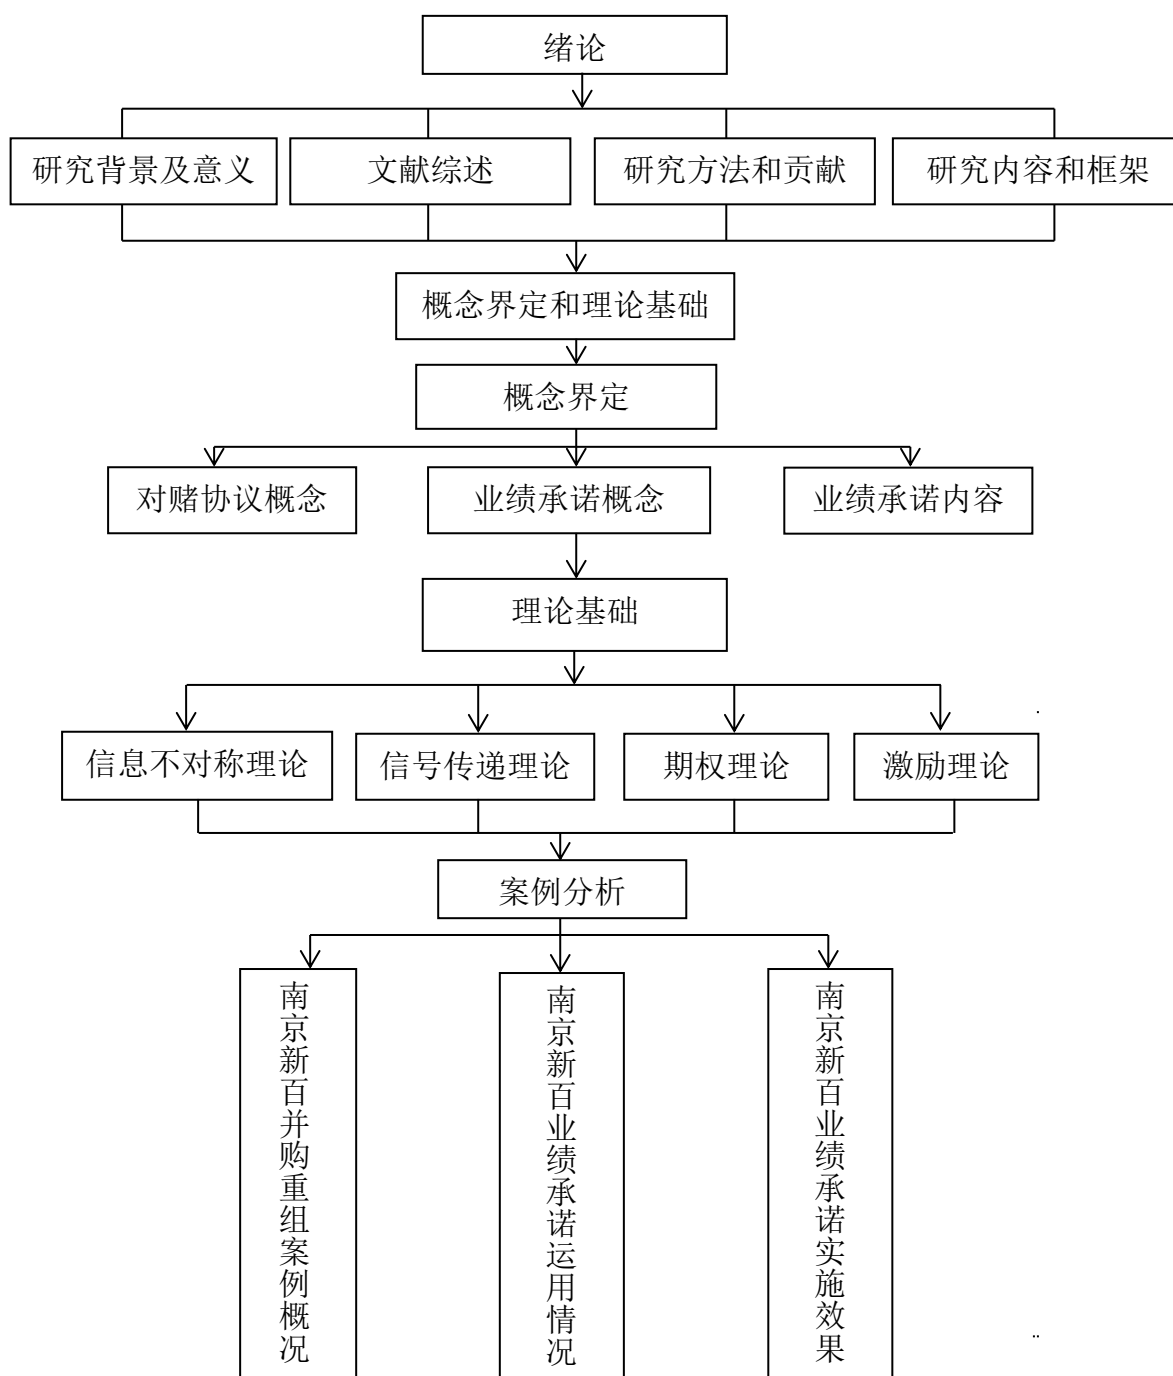 绪论
研究背景及意义
文献综述
研究方法和贡献
研究内容和框架
概念界定和理论基础
概念界定
对赌协议概念
业绩承诺概念
业绩承诺内容
理论基础
信息不对称理论
信号传递理论
期权理论
激励理论
案例分析
南京新百并购重组案例概况
南京新百业绩承诺运用情况
南京新百业绩承诺实施效果